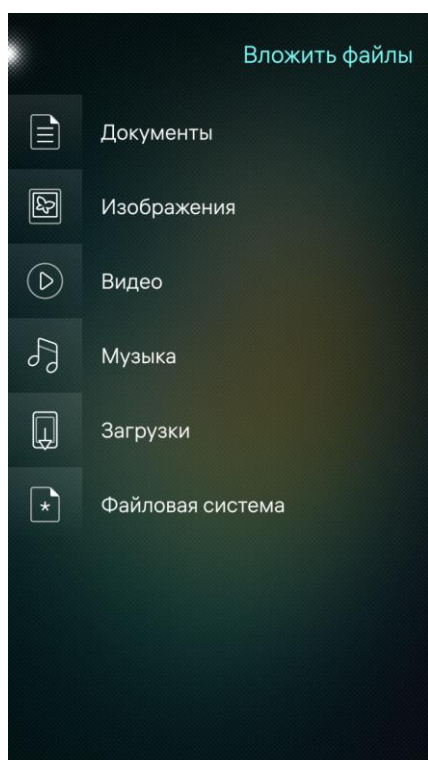 Вложить файлы
Документы
Изображения
Видео
Музыка
Загрузки
Файловая система